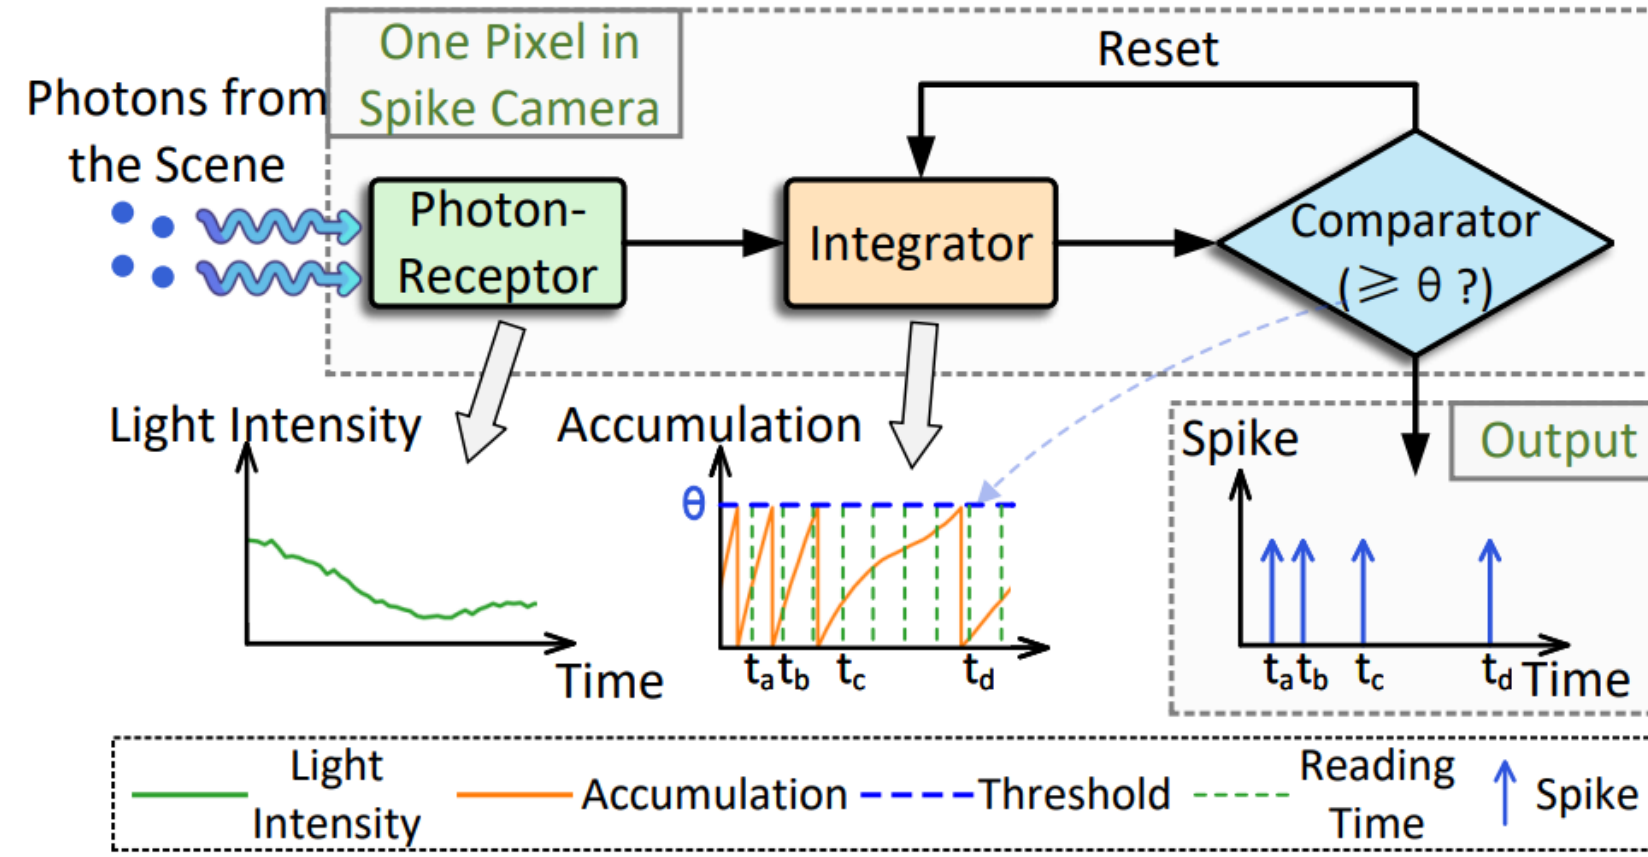 One Pixel in
Spike Camera
Reset
Photons from
the Scene
Photon-
Receptor
Integrator
Comparator
(⩾ θ ?)
Light Intensity
Time
Accumulation
θ
ta tb tc td
Spike
Output
ta tb tc td Time
Light
Intensity
Accumulation
Threshold
Reading
Time
Spike